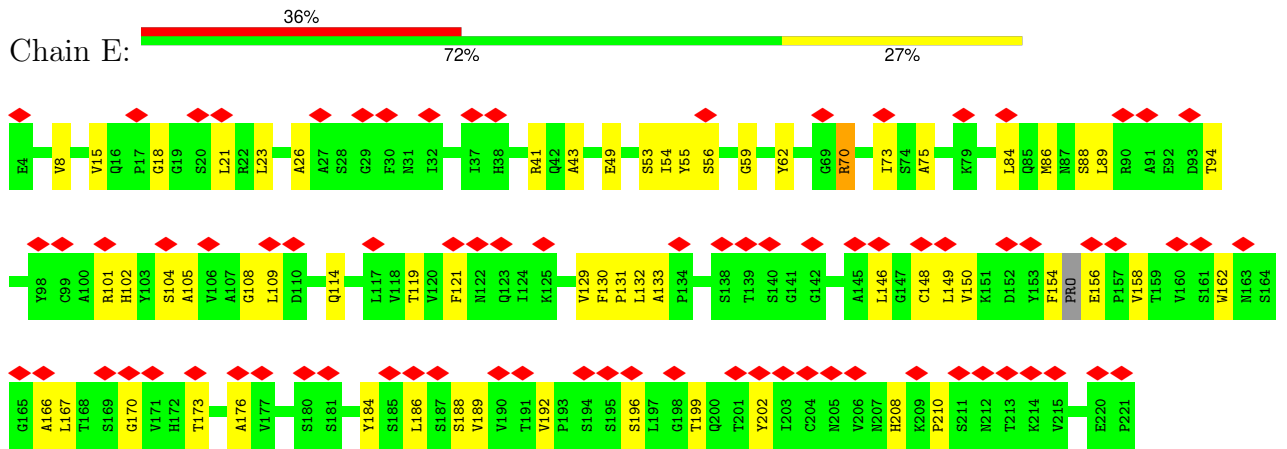 36%
Chain E:
72%
27%
E4 V8 V15 Q16 P17 G18 G19 S20 L21 R22 L23 A26 A27 S28 G29 F30 N31 I32 I37 H38 R41 Q42 A43 E49 S53 I54 Y55 S56 G59 Y62 G69 R70 I73 S74 A75 K79 L84 Q85 M86 N87 S88 L89 R90 A91 E92 D93 T94
Y98 C99 A100 R101 H102 Y103 S104 A105 V106 A107 G108 L109 D110 Q114 L117 V118 T119 V120 F121 N122 Q123 I124 K125 V129 F130 P131 L132 A133 P134 S138 T139 S140 G141 G142 A145 L146 G147 C148 L149 V150 K151 D152 Y153 F154 PRO E156 P157 V158 T159 V160 S161 W162 N163 S164
G165 A166 L167 T168 S169 G170 V171 H172 T173 A176 V177 S180 S181 Y184 S185 L186 S187 S188 V189 V190 T191 V192 P193 S194 S195 S196 L197 G198 T199 Q200 T201 Y202 I203 C204 N205 V206 N207 H208 K209 P210 S211 N212 T213 K214 V215 E220 P221